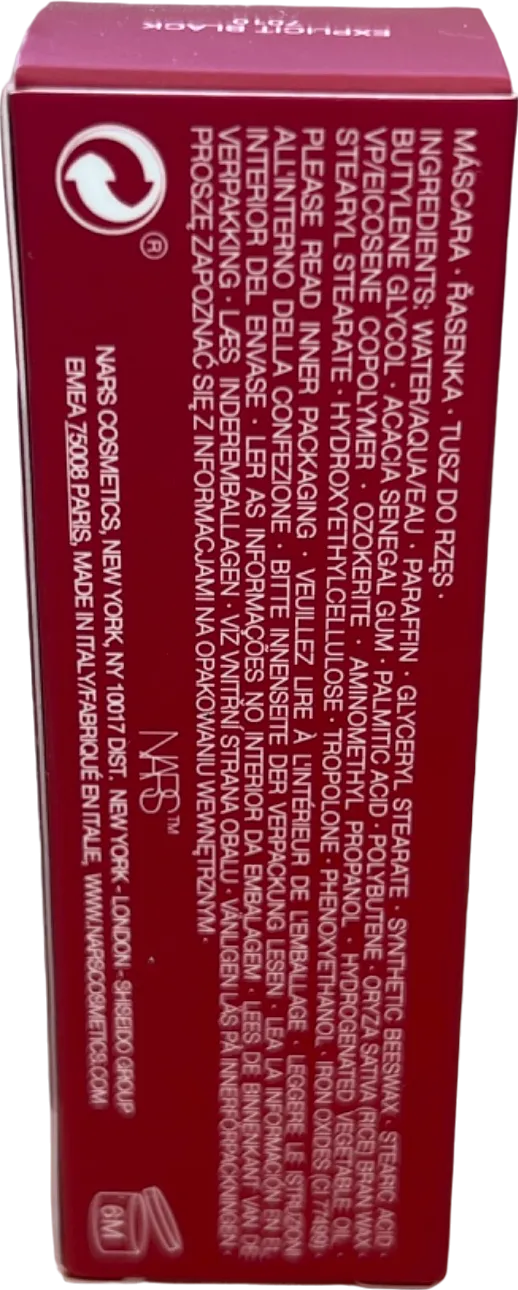 EXPLICIT BLACK
7010
MÁSCARA · ŘASENKA · TUSZ DO RZĘS ·
INGREDIENTS: WATER/AQUA/EAU · PARAFFIN · GLYCERYL STEARATE · SYNTHETIC BEESWAX · STEARIC ACID ·
BUTYLENE GLYCOL · ACACIA SENEGAL GUM · PALMITIC ACID · POLYBUTENE · ORYZA SATIVA (RICE) BRAN WAX ·
VP/EICOSENE COPOLYMER · OZOKERITE · AMINOMETHYL PROPANOL · HYDROGENATED VEGETABLE OIL ·
STEARYL STEARATE · HYDROXYETHYLCELLULOSE · TROPOLONE · PHENOXYETHANOL · IRON OXIDES (CI 77499)
PLEASE READ INNER PACKAGING · VEUILLEZ LIRE À L'INTÉRIEUR DE L'EMBALLAGE · LEGGERE LE ISTRUZIONI
ALL'INTERNO DELLA CONFEZIONE · BITTE INNENSEITE DER VERPACKUNG LESEN · LEA LA INFORMACIÓN EN EL
INTERIOR DEL ENVASE · LER AS INFORMAÇÕES NO INTERIOR DA EMBALAGEM · LEES DE BINNENKANT VAN DE
VERPAKKING · LÆS INDEREMBALLAGEN · VIZ VNITŘNÍ STRANA OBALU · VÄNLIGEN LÄS PÅ INNERFÖRPACKNINGEN ·
PROSZĘ ZAPOZNAĆ SIĘ Z INFORMACJAMI NA OPAKOWANIU WEWNĘTRZNYM ·
®
NARS™
NARS COSMETICS, NEW YORK, NY 10017 DIST. NEW YORK · LONDON · SHISEIDO GROUP
EMEA 75008 PARIS, MADE IN ITALY/FABRIQUÉ EN ITALIE, WWW.NARSCOSMETICS.COM
6M